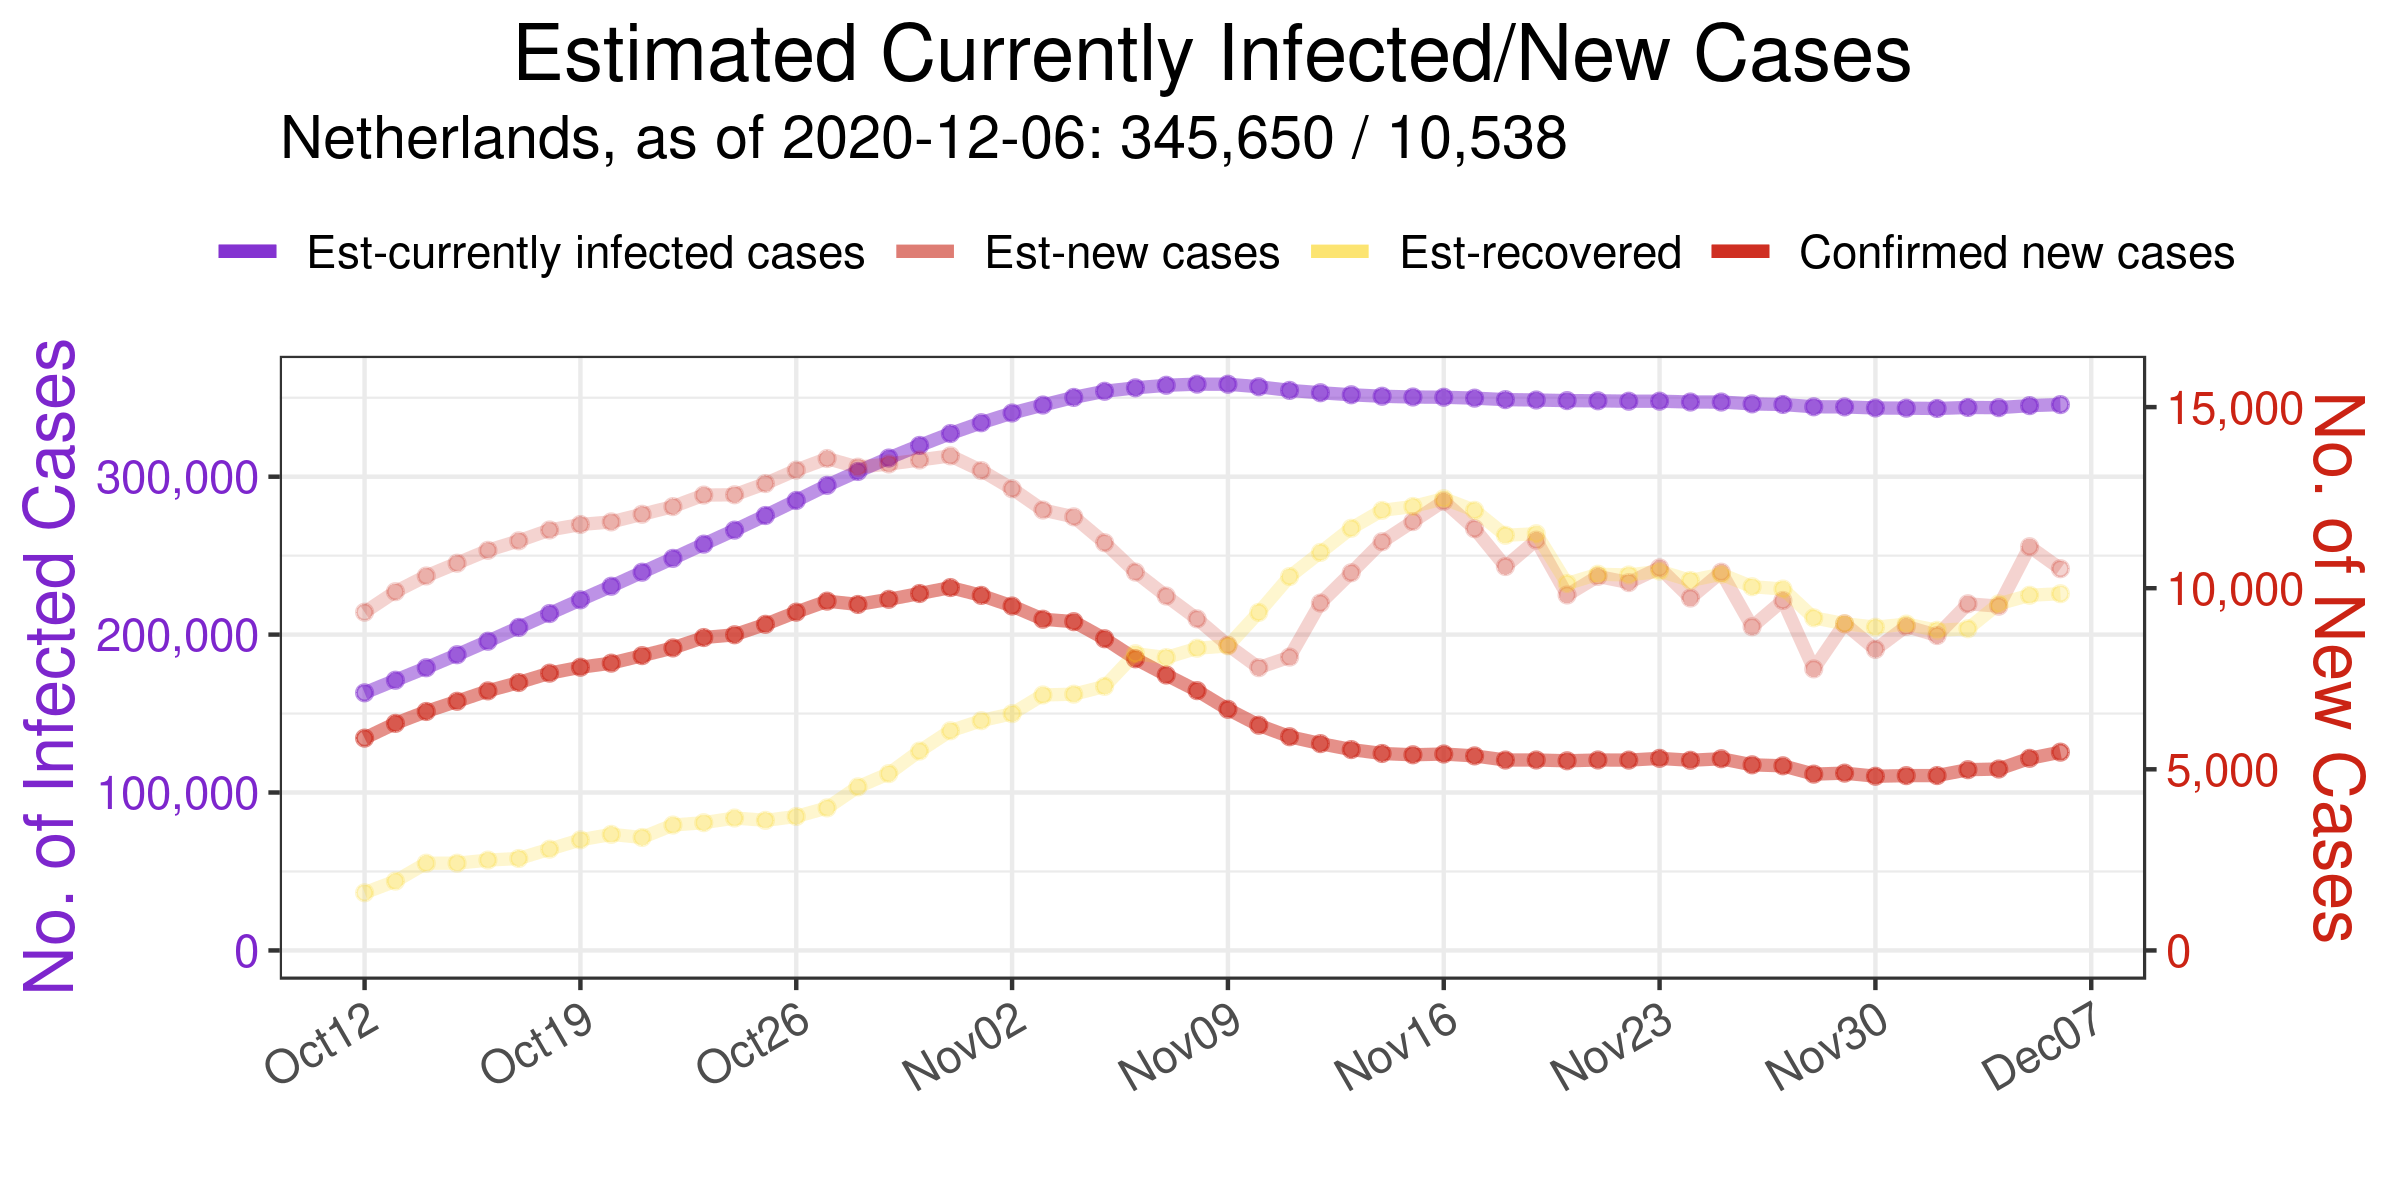 Estimated Currently Infected/New Cases
Netherlands, as of 2020-12-06: 345,650 / 10,538
Est-currently infected cases Est-new cases Est-recovered Confirmed new cases
No. of Infected Cases
300,000
200,000
100,000
0
15,000
10,000
5,000
0
No. of New Cases
Oct12 Oct19 Oct26 Nov02 Nov09 Nov16 Nov23 Nov30 Dec07